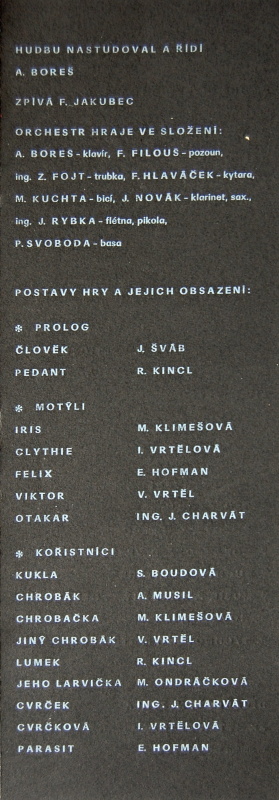 HUDBU NASTUDOVAL A ŘÍDÍ
A. BOREŠ
ZPÍVÁ F. JAKUBEC
ORCHESTR HRAJE VE SLOŽENÍ:
A. BOREŠ – klavír, F. FILOUŠ – pozoun,
ing. Z. FOJT – trubka, F. HLAVÁČEK – kytara,
M. KUCHTA – bicí, J. NOVÁK – klarinet, sax.,
ing. J. RYBKA – flétna, pikola,
P. SVOBODA – basa
POSTAVY HRY A JEJICH OBSAZENÍ:
✻ PROLOG
ČLOVĚK J. ŠVÁB
PEDANT R. KINCL
✻ MOTÝLI
IRIS M. KLIMEŠOVÁ
CLYTHIE I. VRTĚLOVÁ
FELIX E. HOFMAN
VIKTOR V. VRTĚL
OTAKAR ING. J. CHARVÁT
✻ KOŘISTNÍCI
KUKLA S. BOUDOVÁ
CHROBÁK A. MUSIL
CHROBAČKA M. KLIMEŠOVÁ
JINÝ CHROBÁK V. VRTĚL
LUMEK R. KINCL
JEHO LARVIČKA M. ONDRÁČKOVÁ
CVRČEK ING. J. CHARVÁT
CVRČKOVÁ I. VRTĚLOVÁ
PARASIT E. HOFMAN